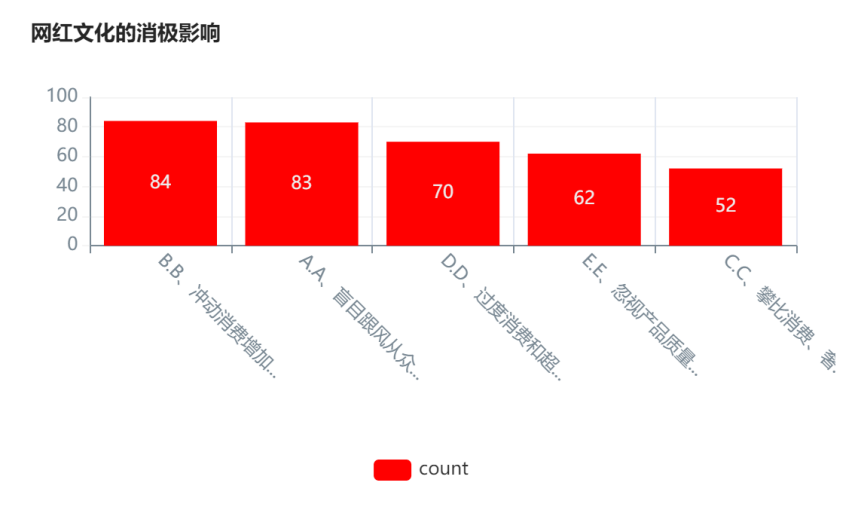 网红文化的消极影响
100
80
60
40
20
0
84
83
70
62
52
B.B、冲动消费增加...
A.A、盲目跟风从众...
D.D、过度消费和超...
E.E、忽视产品质量...
C.C、攀比消费、奢.
count